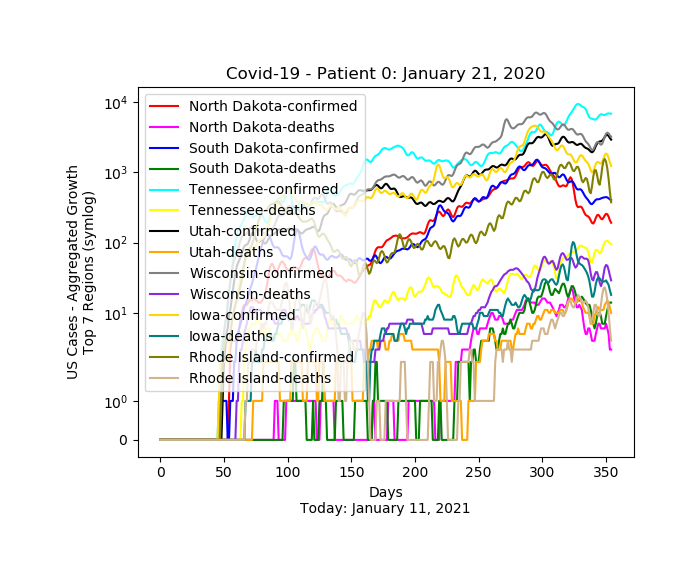 Covid-19 - Patient 0: January 21, 2020
US Cases - Aggregated Growth
Top 7 Regions (symlog)
10^4
10^3
10^2
10^1
10^0
0
North Dakota-confirmed
North Dakota-deaths
South Dakota-confirmed
South Dakota-deaths
Tennessee-confirmed
Tennessee-deaths
Utah-confirmed
Utah-deaths
Wisconsin-confirmed
Wisconsin-deaths
Iowa-confirmed
Iowa-deaths
Rhode Island-confirmed
Rhode Island-deaths
0 50 100 150 200 250 300 350
Days
Today: January 11, 2021